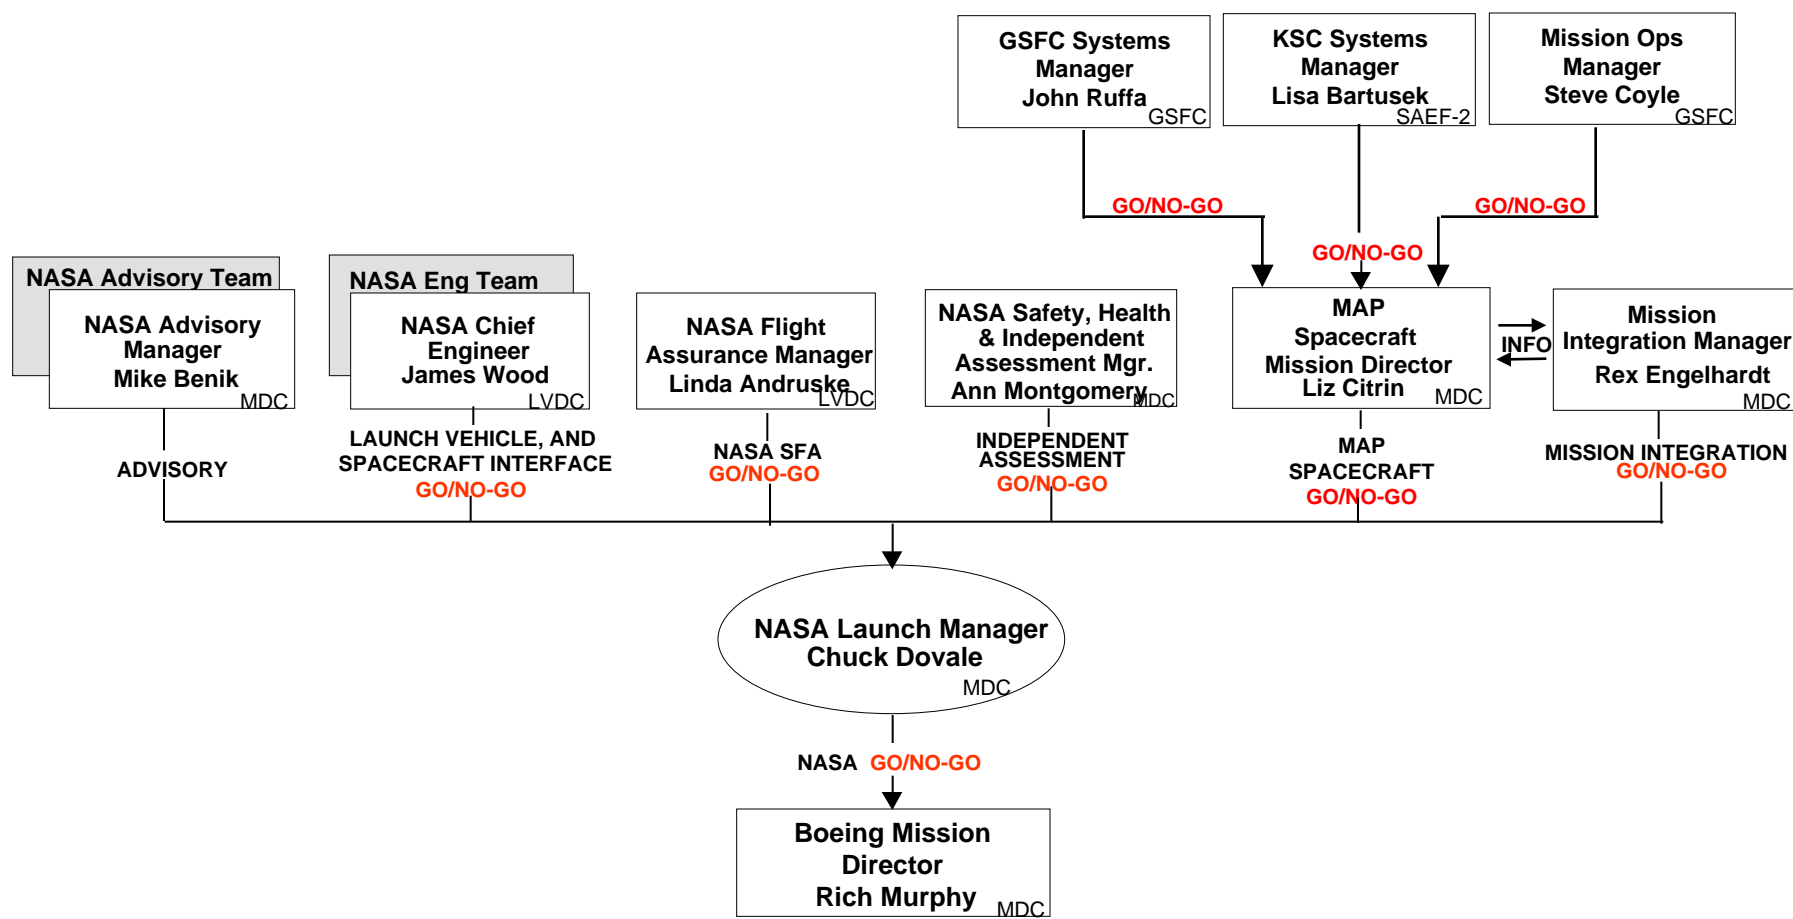 GSFC Systems
Manager
John Ruffa
GSFC
KSC Systems
Manager
Lisa Bartusek
SAEF-2
Mission Ops
Manager
Steve Coyle
GSFC
GO/NO-GO
GO/NO-GO
GO/NO-GO
NASA Advisory Team
NASA Advisory
Manager
Mike Benik
MDC
NASA Eng Team
NASA Chief
Engineer
James Wood
LVDC
NASA Flight
Assurance Manager
Linda Andruske
LVDC
NASA Safety, Health
& Independent
Assessment Mgr.
Ann Montgomery
MDC
MAP
Spacecraft
Mission Director
Liz Citrin
MDC
INFO
Mission
Integration Manager
Rex Engelhardt
MDC
ADVISORY
LAUNCH VEHICLE, AND
SPACECRAFT INTERFACE
GO/NO-GO
NASA SFA
GO/NO-GO
INDEPENDENT
ASSESSMENT
GO/NO-GO
MAP
SPACECRAFT
GO/NO-GO
MISSION INTEGRATION
GO/NO-GO
NASA Launch Manager
Chuck Dovale
MDC
NASA GO/NO-GO
Boeing Mission
Director
Rich Murphy
MDC